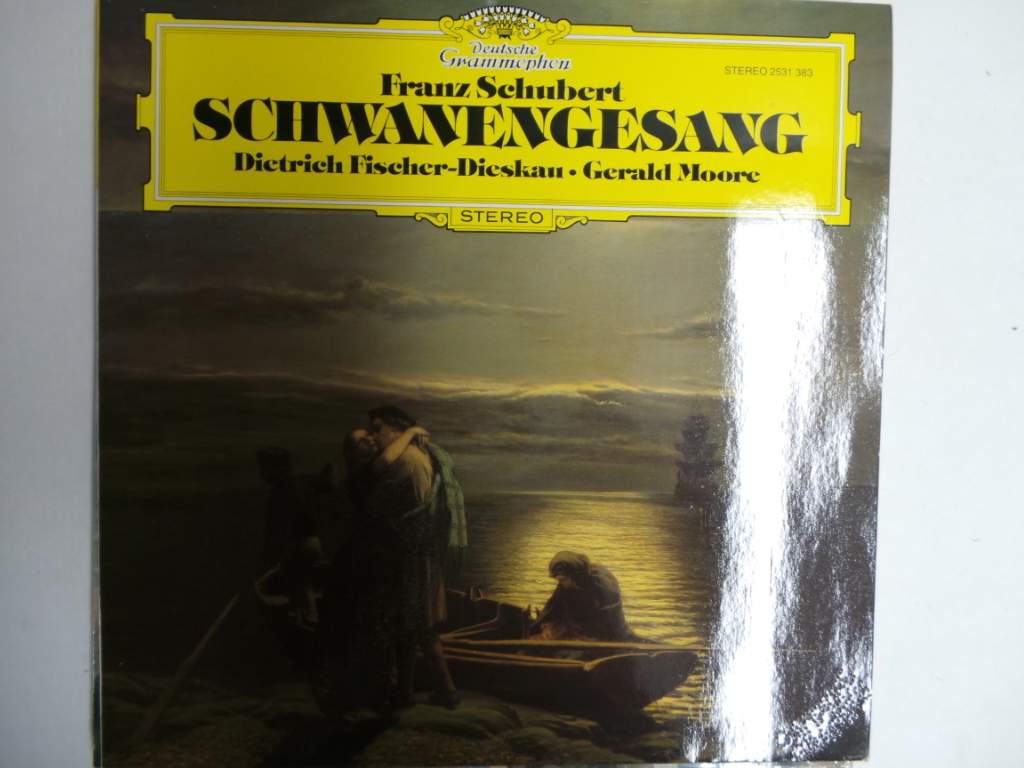 Deutsche
Grammophon
STEREO 2531 383
Franz Schubert
SCHWANENGESANG
Dietrich Fischer-Dieskau • Gerald Moore
STEREO